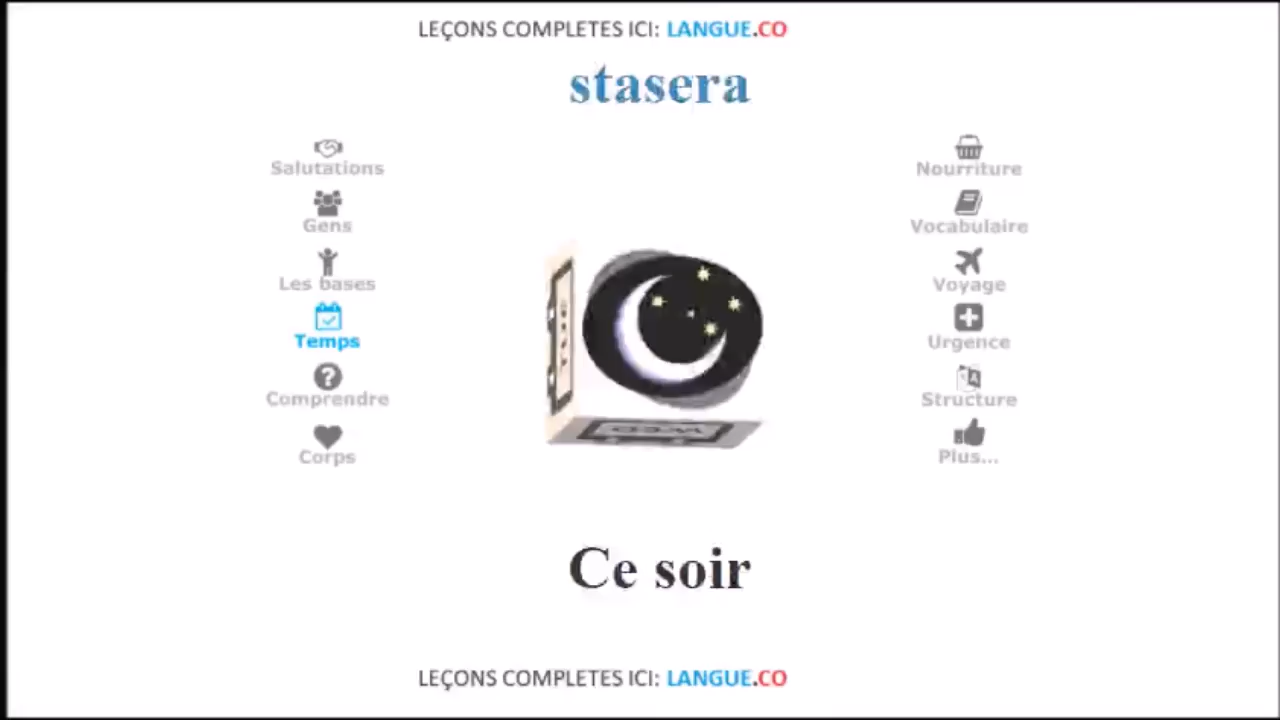 LEÇONS COMPLETES ICI: LANGUE.CO
stasera
Salutations
Gens
Les bases
Temps
Comprendre
Corps
Nourriture
Vocabulaire
Voyage
Urgence
Structure
Plus...
Ce soir
LEÇONS COMPLETES ICI: LANGUE.CO